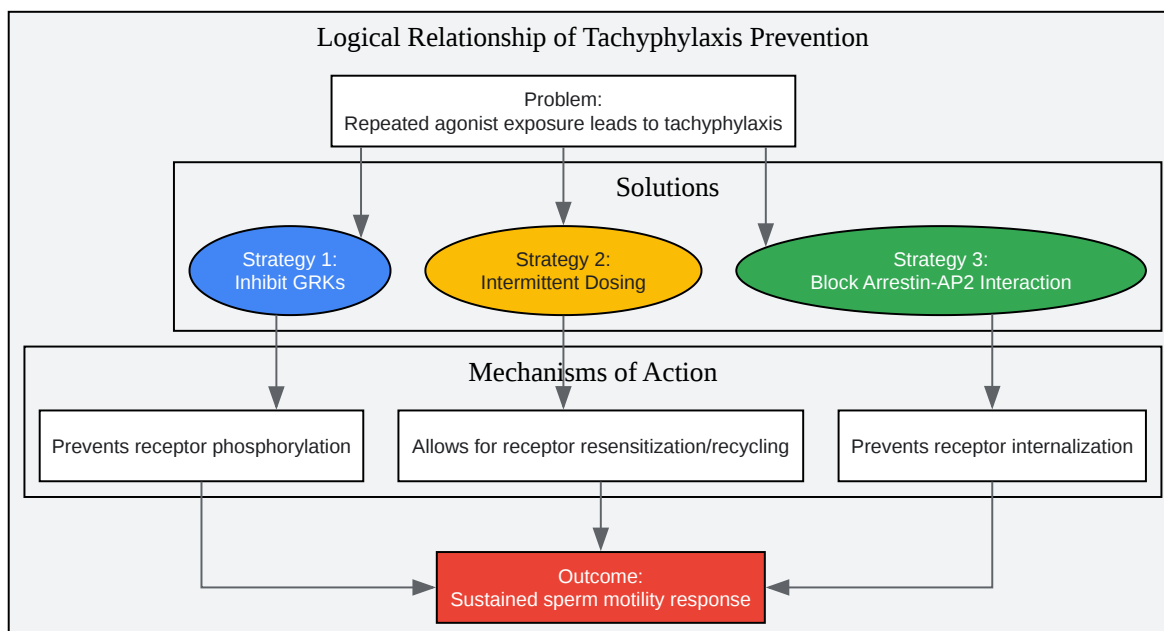 Logical Relationship of Tachyphylaxis Prevention
Problem:
Repeated agonist exposure leads to tachyphylaxis
Solutions
Strategy 1:
Inhibit GRKs
Strategy 2:
Intermittent Dosing
Strategy 3:
Block Arrestin-AP2 Interaction
Mechanisms of Action
Prevents receptor phosphorylation
Allows for receptor resensitization/recycling
Prevents receptor internalization
Outcome:
Sustained sperm motility response